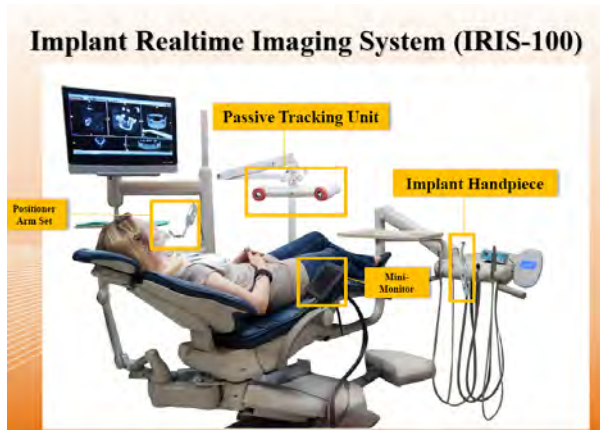 Implant Realtime Imaging System (IRIS-100)
Passive Tracking Unit
Implant Handpiece
Positioner
Arm Set
Mini-
Monitor